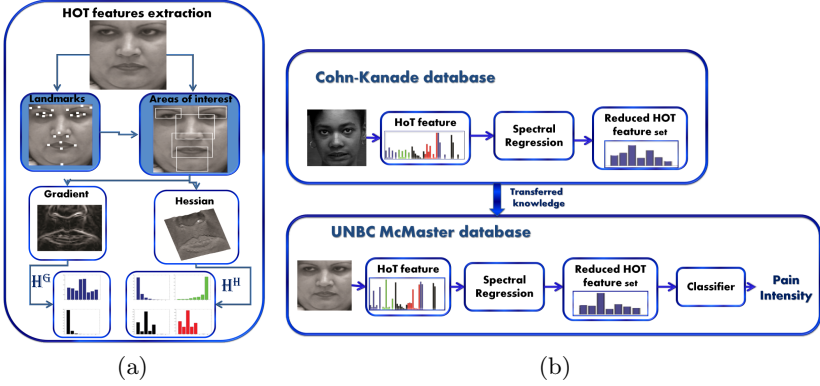 HOT features extraction
Landmarks
Areas of interest
Gradient
Hessian
H^G
H^H
(a)
Cohn-Kanade database
HoT feature
Spectral
Regression
Reduced HOT
feature set
Transferred
knowledge
UNBC McMaster database
HoT feature
Spectral
Regression
Reduced HOT
feature set
Classifier
Pain
Intensity
(b)